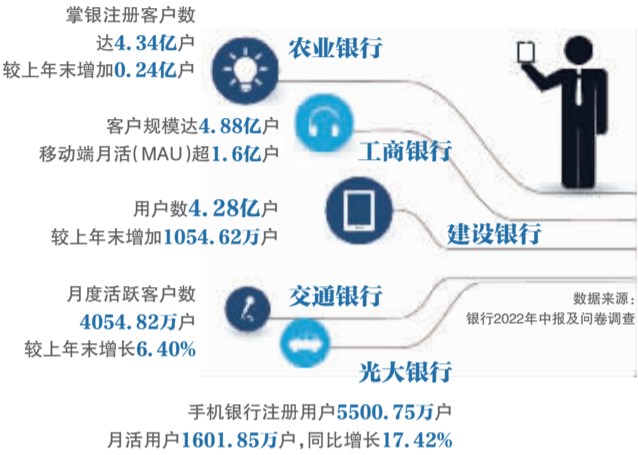 掌银注册客户数
达4.34亿户
较上年末增加0.24亿户
农业银行
客户规模达4.88亿户
移动端月活(MAU)超1.6亿户
工商银行
用户数4.28亿户
较上年末增加1054.62万户
建设银行
月度活跃客户数
4054.82万户
较上年末增长6.40%
交通银行
数据来源：
银行2022年中报及问卷调查
光大银行
手机银行注册用户5500.75万户
月活用户1601.85万户,同比增长17.42%